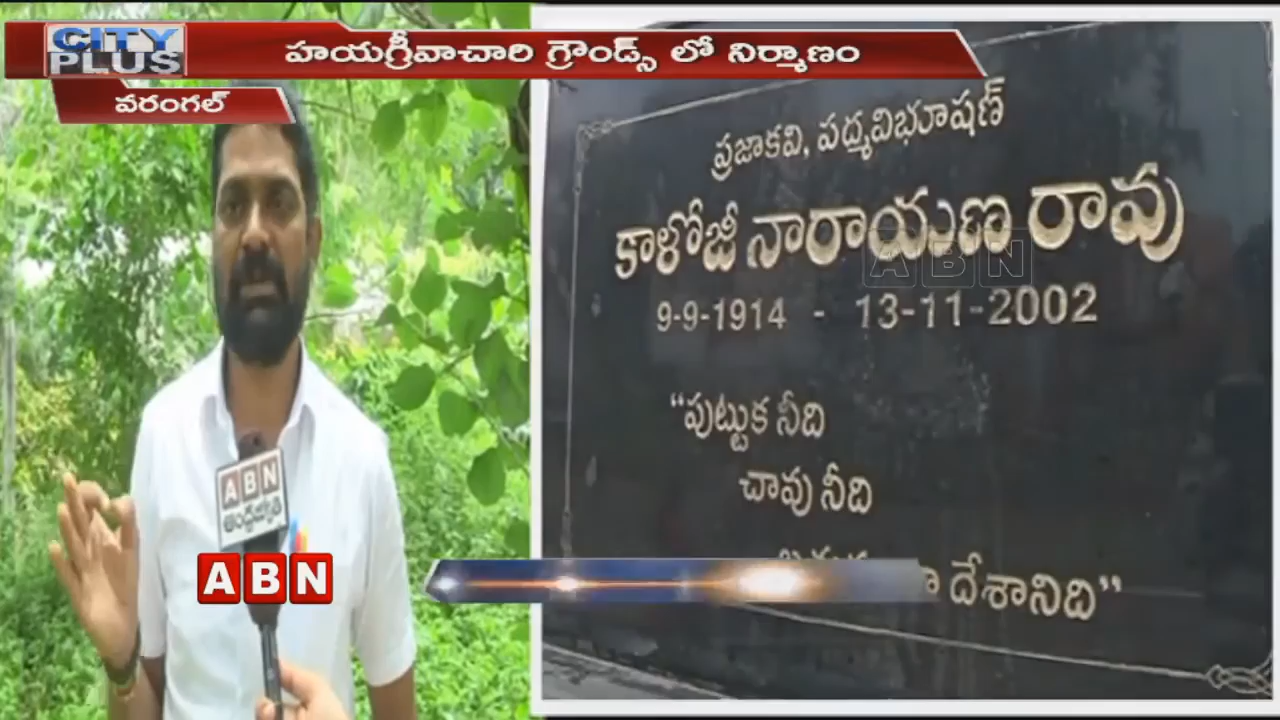 CITY
PLUS
హయగ్రీవాచారి గ్రౌండ్స్ లో నిర్మాణం
వరంగల్
ప్రజాకవి, పద్మవిభూషణ్
కాళోజీ నారాయణ రావు
ABN
9-9-1914 - 13-11-2002
"పుట్టుక నీది
చావు నీది
దేశానిది"
ABN
ఆంధ్రజ్యోతి
ABN